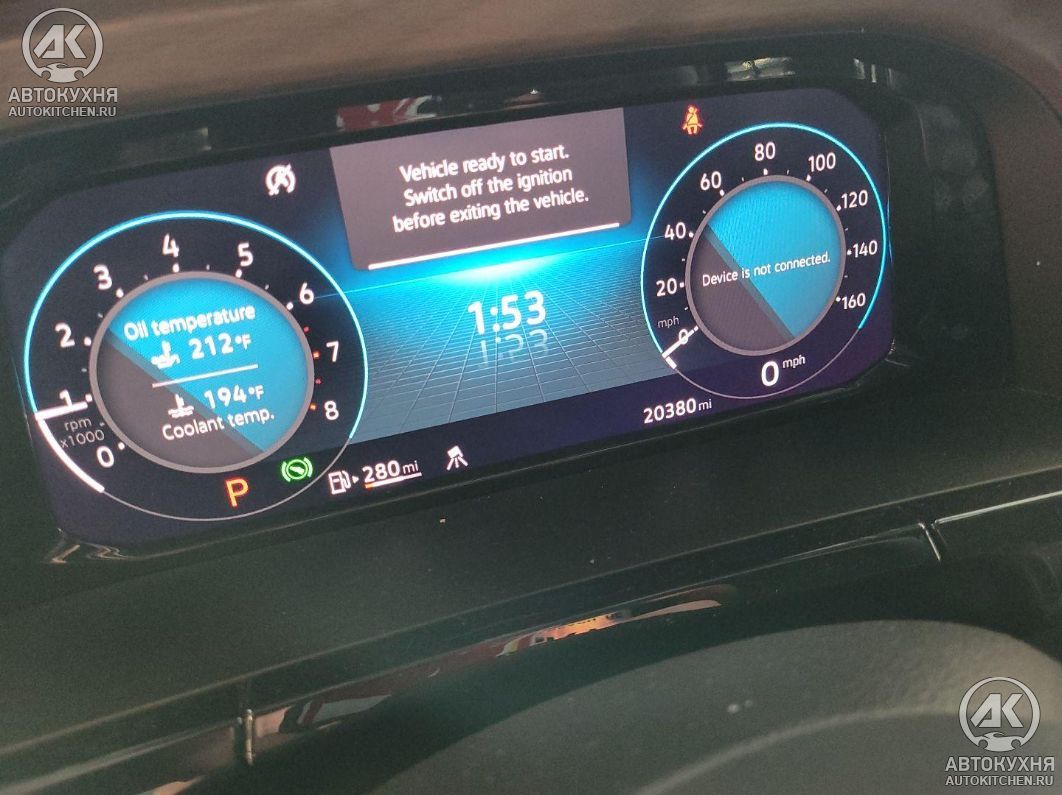 АК
АВТОКУХНЯ
AUTOKITCHEN.RU
Vehicle ready to start.
Switch off the ignition
before exiting the vehicle.
0
1
2
3
4
5
6
7
8
rpm
x1000
Oil temperature
212°F
194°F
Coolant temp.
1:53
0
20
40
60
80
100
120
140
160
mph
Device is not connected.
0 mph
P
280 mi
20380 mi
АК
АВТОКУХНЯ
AUTOKITCHEN.RU